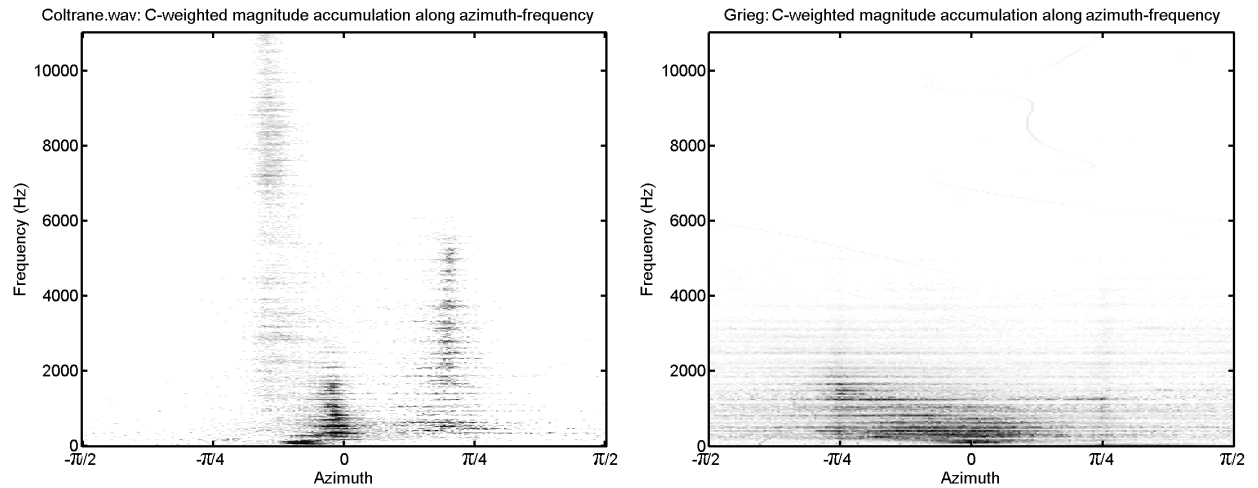 Coltrane.wav: C-weighted magnitude accumulation along azimuth-frequency
Frequency (Hz)
10000
8000
6000
4000
2000
0
-π/2 -π/4 0 π/4 π/2
Azimuth
Grieg: C-weighted magnitude accumulation along azimuth-frequency
Frequency (Hz)
10000
8000
6000
4000
2000
0
-π/2 -π/4 0 π/4 π/2
Azimuth